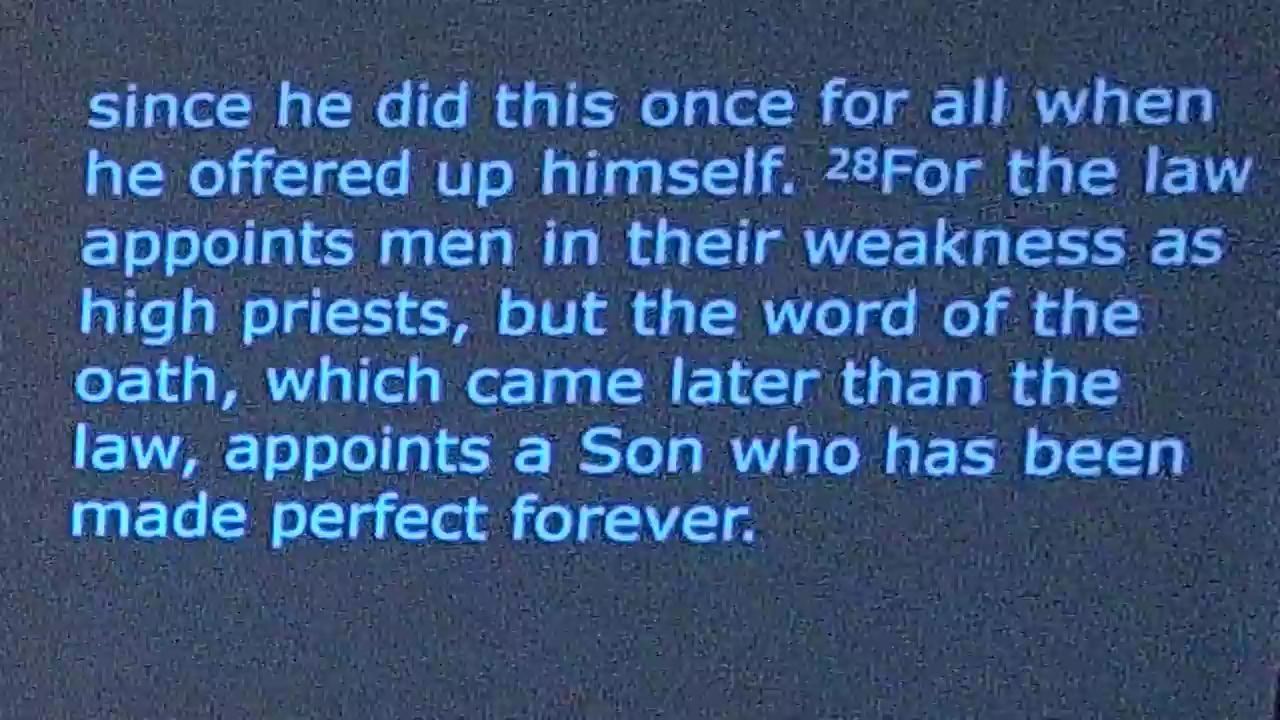 since he did this once for all when
he offered up himself. ²⁸For the law
appoints men in their weakness as
high priests, but the word of the
oath, which came later than the
law, appoints a Son who has been
made perfect forever.